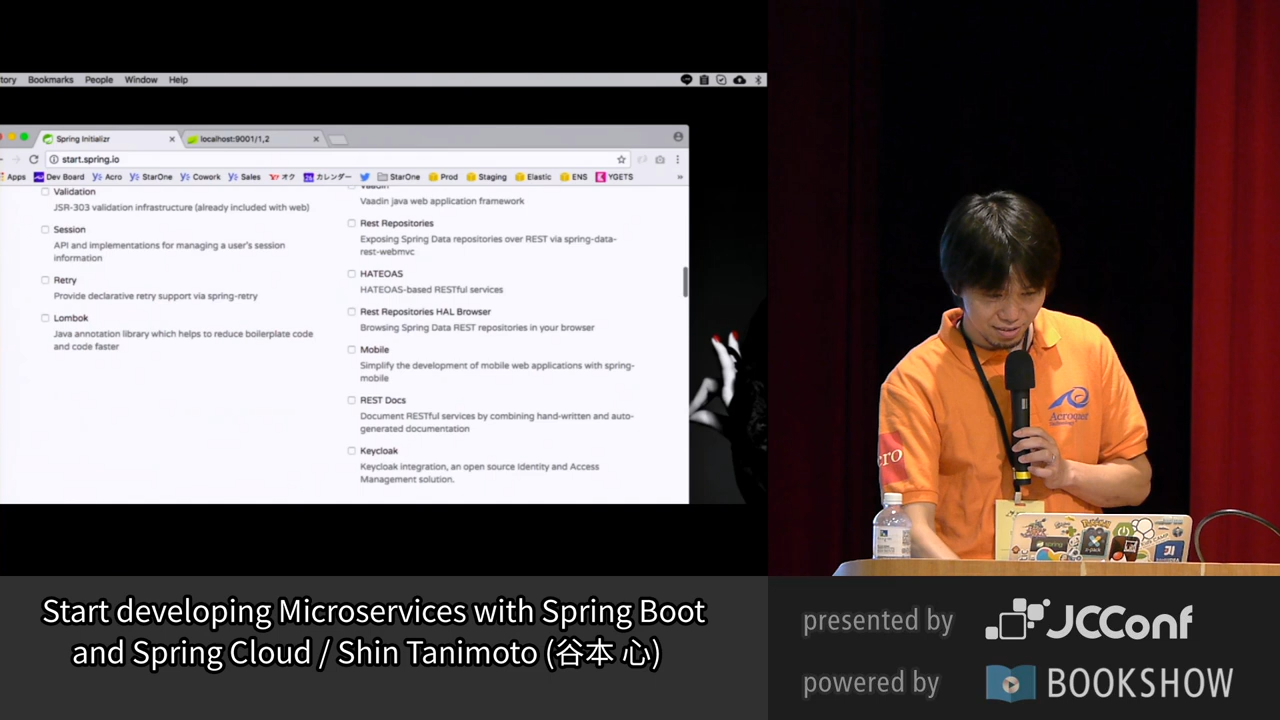 tory Bookmarks People Window Help
Spring Initializr
localhost:9001/1,2
start.spring.io
Apps Dev Board Acro StarOne Cowork Sales オク カレンダー StarOne Prod Staging Elastic ENS YGETS »
Validation
JSR-303 validation infrastructure (already included with web)
Session
API and implementations for managing a user's session
information
Retry
Provide declarative retry support via spring-retry
Lombok
Java annotation library which helps to reduce boilerplate code
and code faster
Vaadin
Vaadin java web application framework
Rest Repositories
Exposing Spring Data repositories over REST via spring-data-
rest-webmvc
HATEOAS
HATEOAS-based RESTful services
Rest Repositories HAL Browser
Browsing Spring Data REST repositories in your browser
Mobile
Simplify the development of mobile web applications with spring-
mobile
REST Docs
Document RESTful services by combining hand-written and auto-
generated documentation
Keycloak
Keycloak integration, an open source Identity and Access
Management solution.
cro
spring
x-pack
Start developing Microservices with Spring Boot
and Spring Cloud / Shin Tanimoto (谷本 心)
presented by JCConf
powered by BOOKSHOW